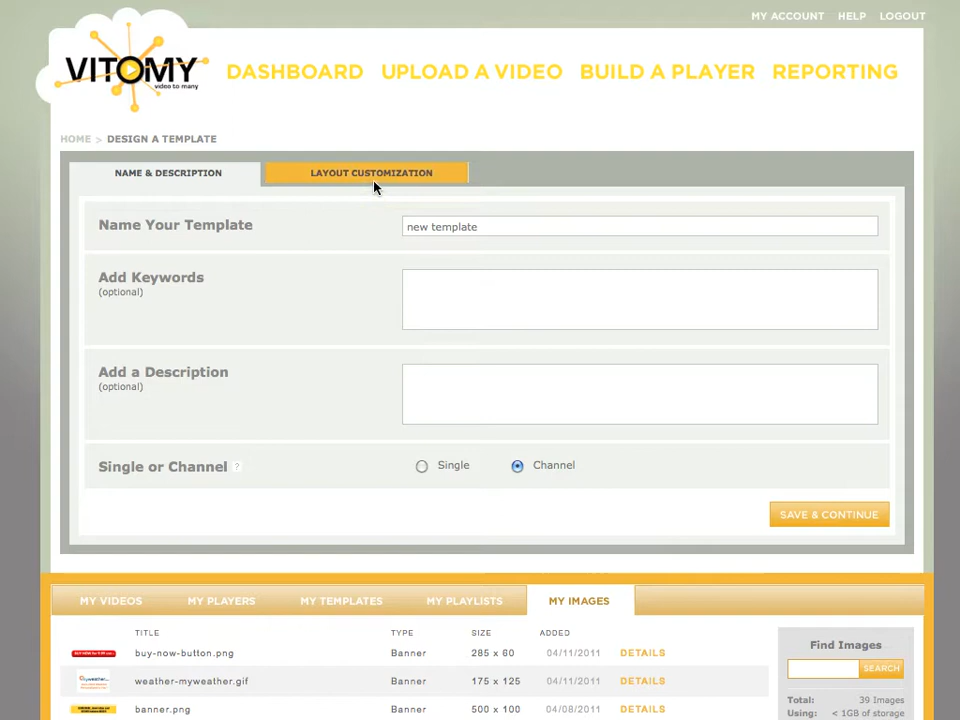 MY ACCOUNT HELP LOGOUT
VITOMY
video to many
DASHBOARD UPLOAD A VIDEO BUILD A PLAYER REPORTING
HOME > DESIGN A TEMPLATE
NAME & DESCRIPTION LAYOUT CUSTOMIZATION
Name Your Template new template
Add Keywords
(optional)
Add a Description
(optional)
Single or Channel ? Single Channel
SAVE & CONTINUE
MY VIDEOS MY PLAYERS MY TEMPLATES MY PLAYLISTS MY IMAGES
TITLE TYPE SIZE ADDED
Find Images
buy-now-button.png Banner 285 x 60 04/11/2011 DETAILS
SEARCH
weather-myweather.gif Banner 175 x 125 04/11/2011 DETAILS
Total: 39 Images
banner.png Banner 500 x 100 04/08/2011 DETAILS
Using: < 1GB of storage